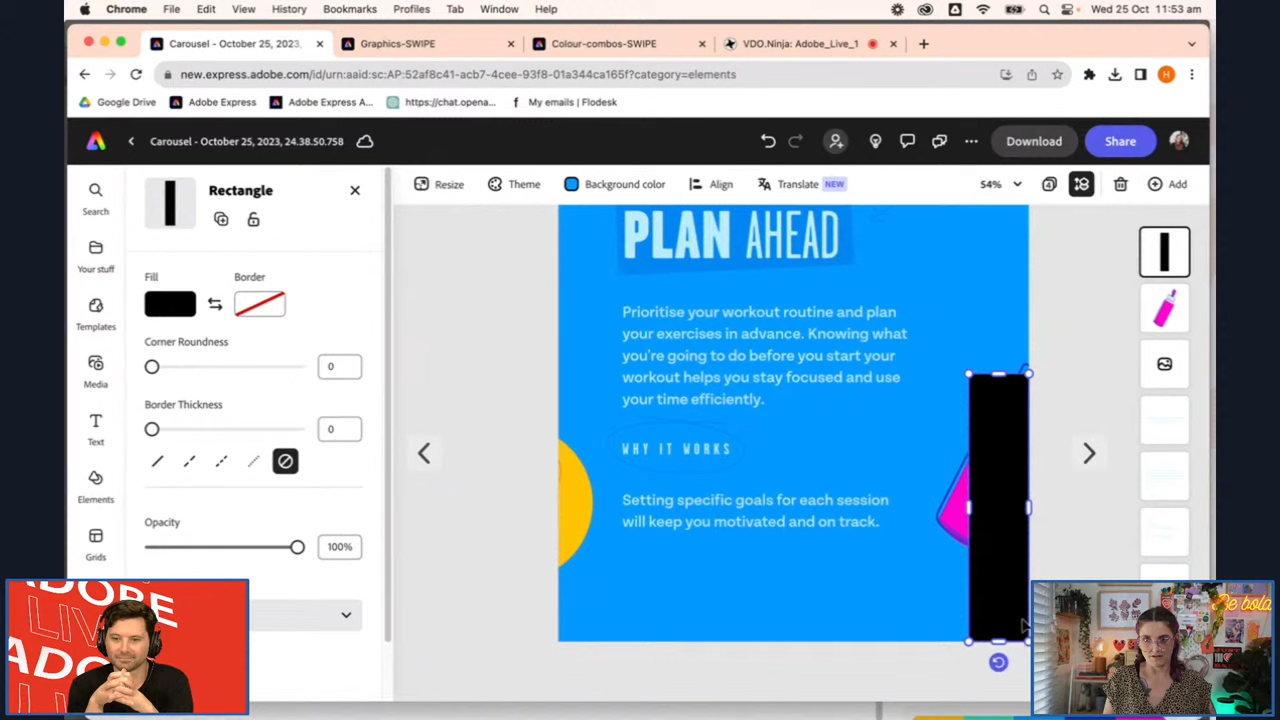 Chrome File Edit View History Bookmarks Profiles Tab Window Help Wed 25 Oct 11:53 am
Carousel - October 25, 2023, Graphics-SWIPE Colour-combos-SWIPE VDO.Ninja: Adobe_Live_1
new.express.adobe.com/id/urn:aaid:sc:AP:52af8c41-acb7-4cee-93f8-01a344ca165f?category=elements
Google Drive Adobe Express Adobe Express A... https://chat.opena... My emails | Flodesk
Carousel - October 25, 2023, 24.38.50.758 Download Share
Resize Theme Background color Align Translate NEW 54% Add
Rectangle
Search
Your stuff
Templates
Media
Text
Elements
Grids
Fill Border
Corner Roundness
0
Border Thickness
0
Opacity
100%
PLAN AHEAD
Prioritise your workout routine and plan
your exercises in advance. Knowing what
you're going to do before you start your
workout helps you stay focused and use
your time efficiently.
WHY IT WORKS
Setting specific goals for each session
will keep you motivated and on track.
ADOBE
LIV
ADOB
Be bold